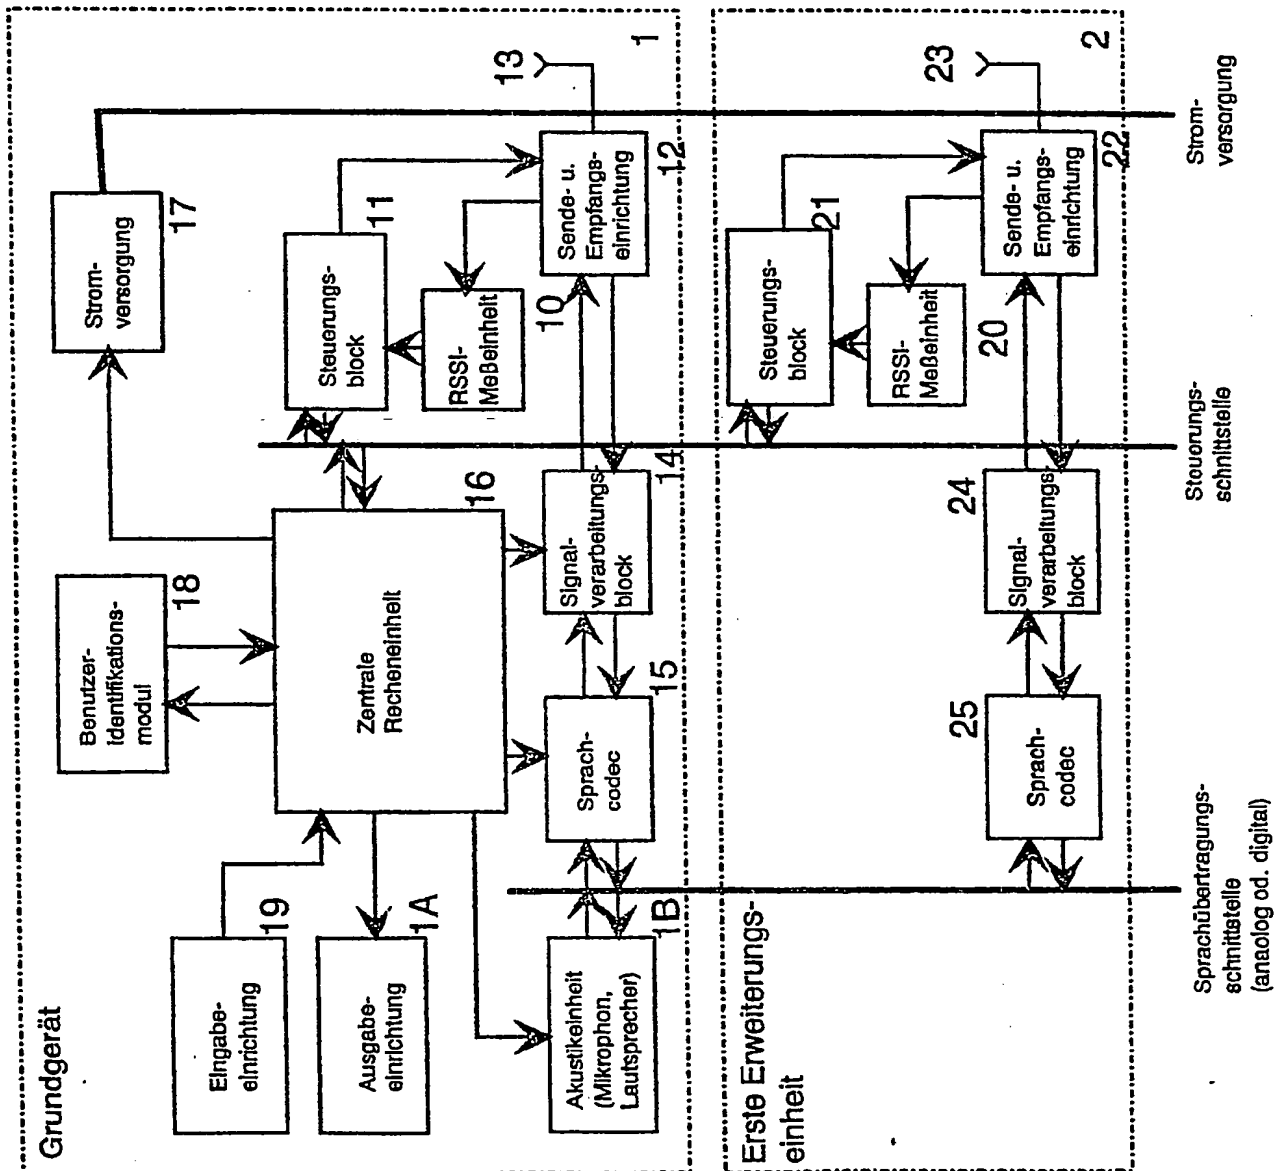 Grundgerät
1
Eingabe-
einrichtung
19
Ausgabe-
einrichtung
1A
Akustikeinheit
(Mikrophon,
Lautsprecher)
1B
Benutzer-
identifikations-
modul
18
Zentrale
Recheneinheit
16
Sprach-
codec
15
Signal-
verarbeitungs-
block
14
Strom-
versorgung
17
Steuerungs-
block
11
RSSI-
Meßeinheit
10
Sende- u.
Empfangs-
einrichtung
12
13
Erste Erweiterungs-
einheit
2
Sprach-
codec
25
Signal-
verarbeitungs-
block
24
Steuerungs-
block
21
RSSI-
Meßeinheit
20
Sende- u.
Empfangs-
einrichtung
22
23
Sprachübertragungs-
schnittstelle
(anaolog od. digital)
Steuerungs-
schnittstelle
Strom-
versorgung